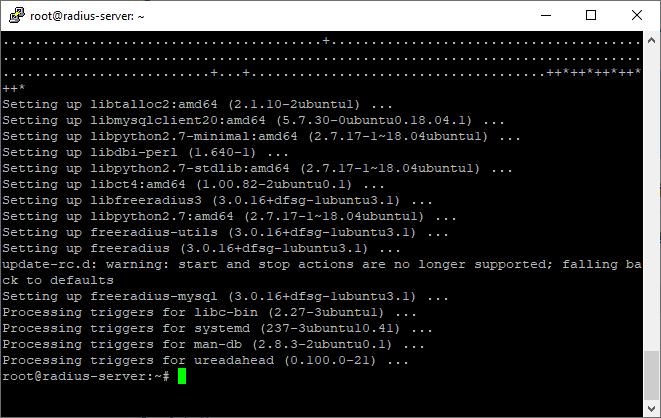 root@radius-server: ~
........................................+.......................................
................................................................................
..........................+...+.....................................++*++*++*++*
++*
Setting up libtalloc2:amd64 (2.1.10-2ubuntu1) ...
Setting up libmysqlclient20:amd64 (5.7.30-0ubuntu0.18.04.1) ...
Setting up libpython2.7-minimal:amd64 (2.7.17-1~18.04ubuntu1) ...
Setting up libdbi-perl (1.640-1) ...
Setting up libpython2.7-stdlib:amd64 (2.7.17-1~18.04ubuntu1) ...
Setting up libct4:amd64 (1.00.82-2ubuntu0.1) ...
Setting up libfreeradius3 (3.0.16+dfsg-1ubuntu3.1) ...
Setting up libpython2.7:amd64 (2.7.17-1~18.04ubuntu1) ...
Setting up freeradius-utils (3.0.16+dfsg-1ubuntu3.1) ...
Setting up freeradius (3.0.16+dfsg-1ubuntu3.1) ...
update-rc.d: warning: start and stop actions are no longer supported; falling ba
ck to defaults
Setting up freeradius-mysql (3.0.16+dfsg-1ubuntu3.1) ...
Processing triggers for libc-bin (2.27-3ubuntu1) ...
Processing triggers for systemd (237-3ubuntu10.41) ...
Processing triggers for man-db (2.8.3-2ubuntu0.1) ...
Processing triggers for ureadahead (0.100.0-21) ...
root@radius-server:~#